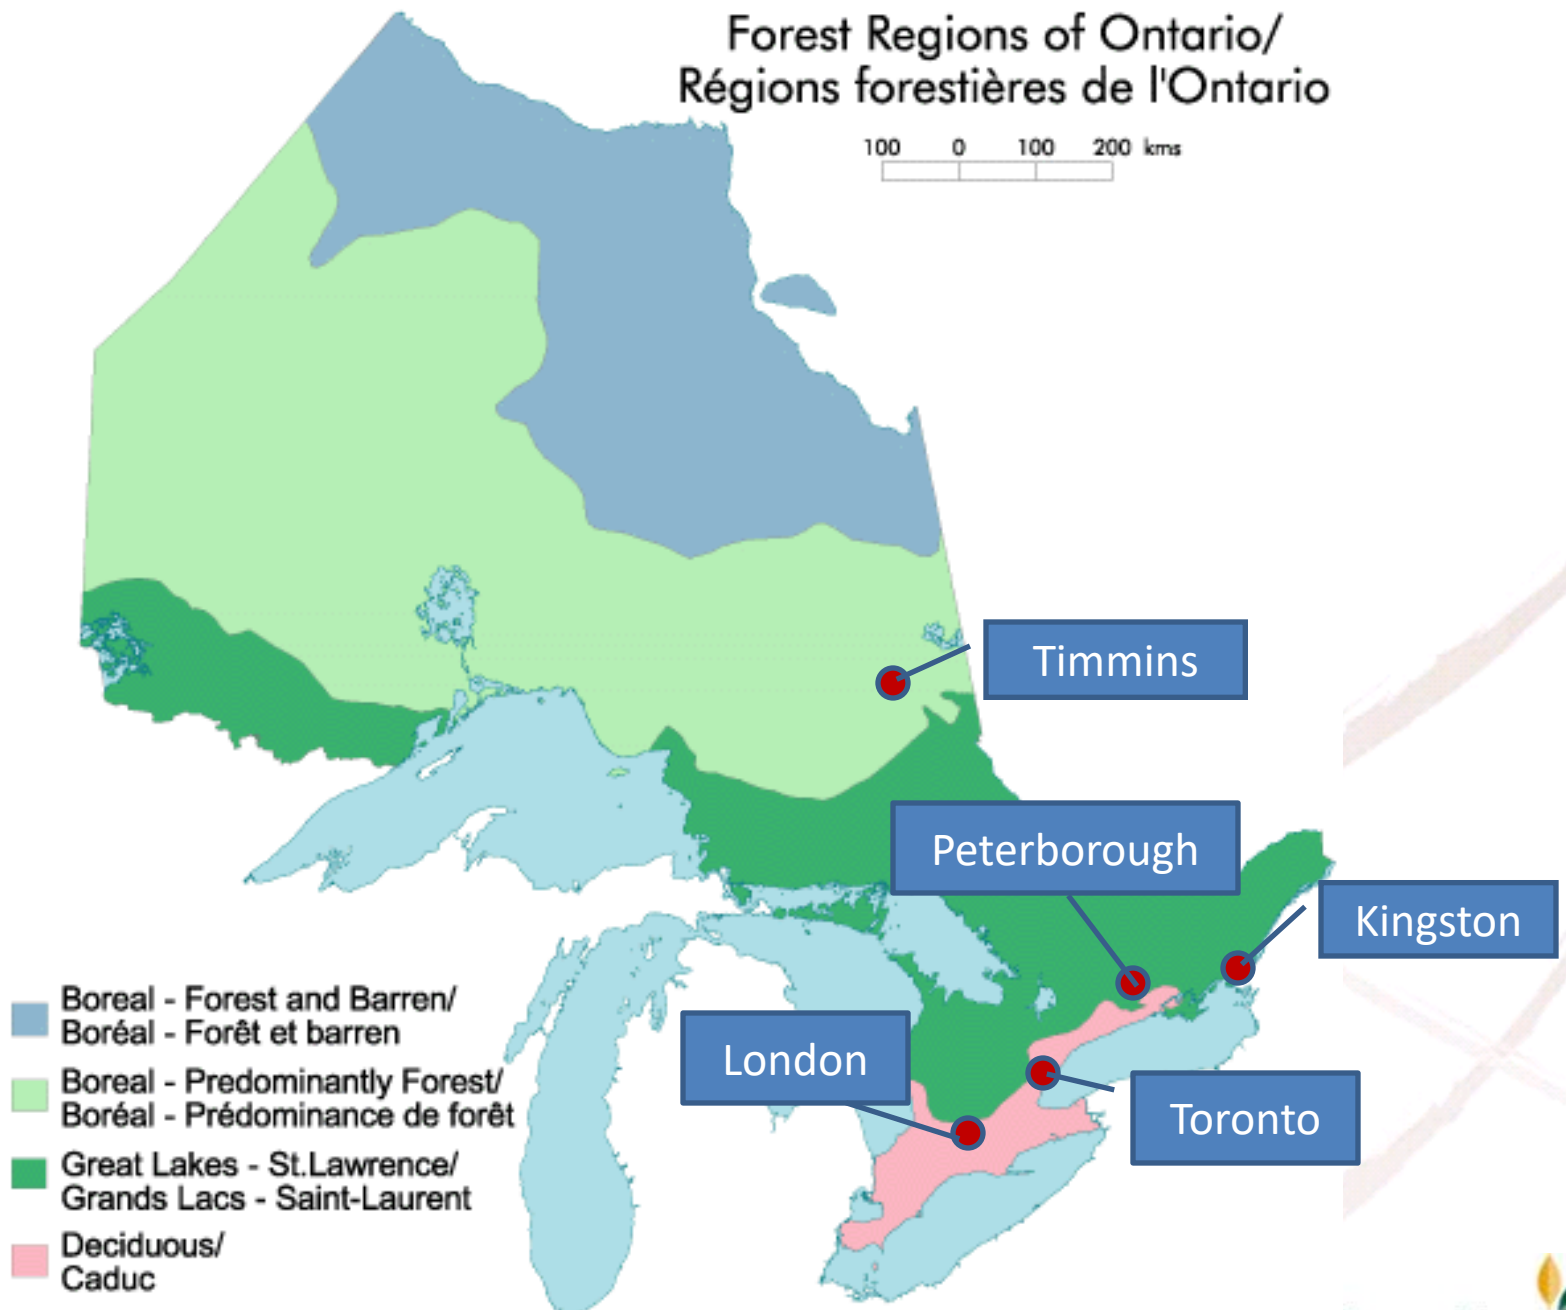 Forest Regions of Ontario/
Régions forestières de l'Ontario
100 0 100 200 kms
Timmins
Peterborough
Kingston
London
Toronto
Boreal - Forest and Barren/
Boréal - Forêt et barren
Boreal - Predominantly Forest/
Boréal - Prédominance de forêt
Great Lakes - St.Lawrence/
Grands Lacs - Saint-Laurent
Deciduous/
Caduc